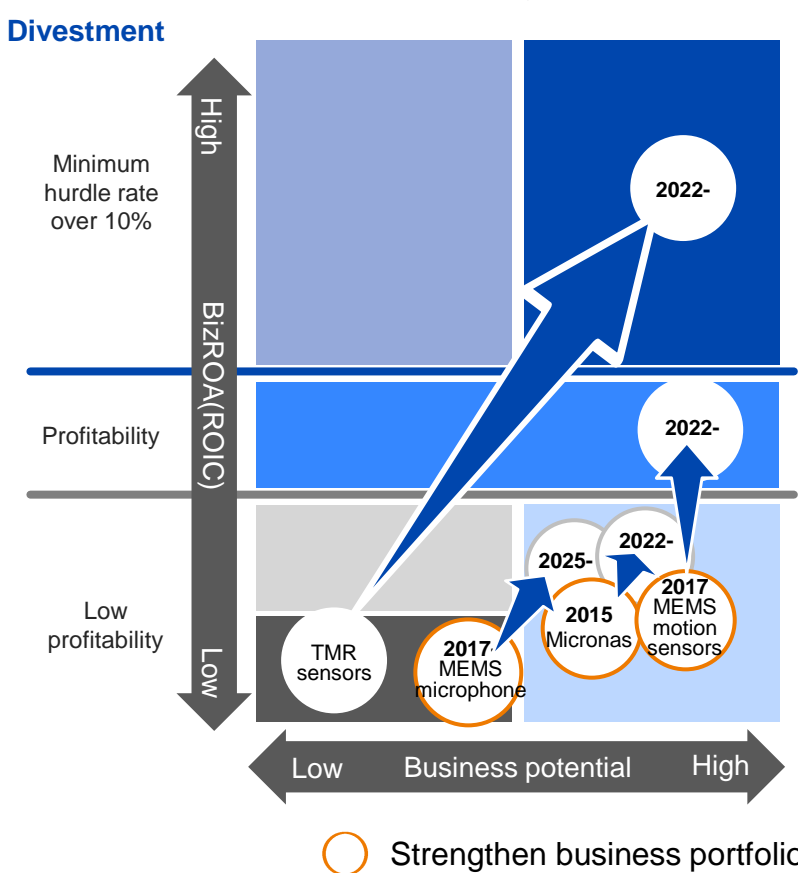 Divestment
High
Minimum
hurdle rate
over 10%
2022-
BizROA(ROIC)
Profitability
2022-
2025-
2022-
Low
profitability
2015
Micronas
2017
MEMS
motion
sensors
TMR
sensors
2017-
MEMS
microphone
Low
Low
Business potential
High
Strengthen business portfolio